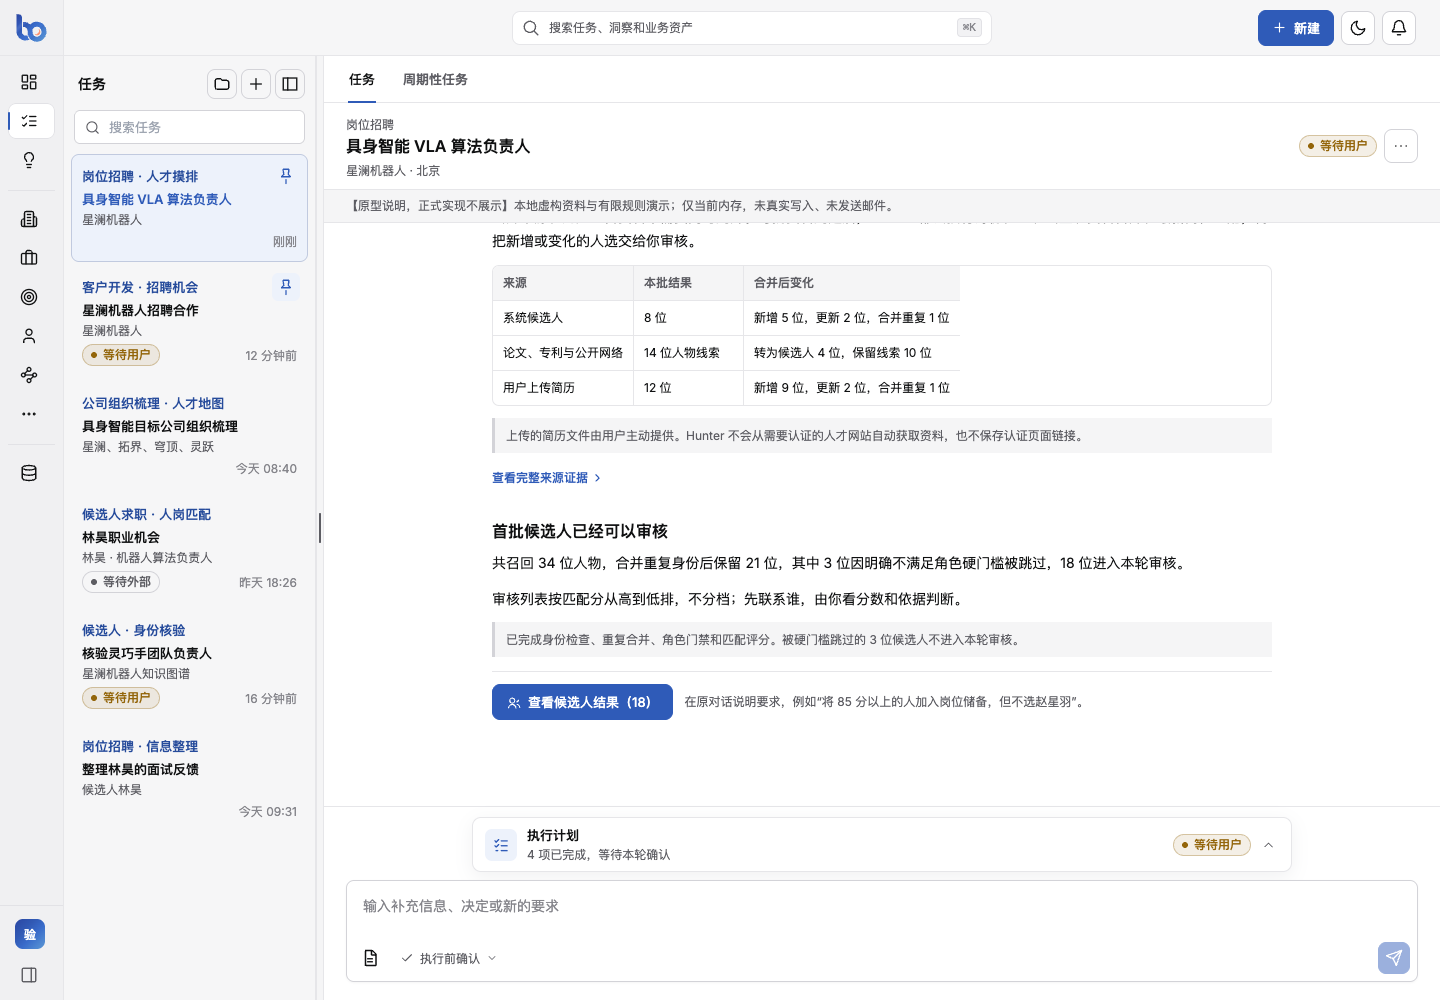 搜索任务、洞察和业务资产
⌘K
新建
任务
搜索任务
岗位招聘 · 人才摸排
具身智能 VLA 算法负责人
星澜机器人
刚刚
客户开发 · 招聘机会
星澜机器人招聘合作
星澜机器人
等待用户
12 分钟前
公司组织梳理 · 人才地图
具身智能目标公司组织梳理
星澜、拓界、穹顶、灵跃
今天 08:40
候选人求职 · 人岗匹配
林昊职业机会
林昊 · 机器人算法负责人
等待外部
昨天 18:26
候选人 · 身份核验
核验灵巧手团队负责人
星澜机器人知识图谱
等待用户
16 分钟前
岗位招聘 · 信息整理
整理林昊的面试反馈
候选人林昊
今天 09:31
验
任务
周期性任务
岗位招聘
具身智能 VLA 算法负责人
星澜机器人 · 北京
等待用户
【原型说明，正式实现不展示】本地虚构资料与有限规则演示；仅当前内存，未真实写入、未发送邮件。
把新增或变化的人选交给你审核。
来源 本批结果 合并后变化
系统候选人 8 位 新增 5 位，更新 2 位，合并重复 1 位
论文、专利与公开网络 14 位人物线索 转为候选人 4 位，保留线索 10 位
用户上传简历 12 位 新增 9 位，更新 2 位，合并重复 1 位
上传的简历文件由用户主动提供。Hunter 不会从需要认证的人才网站自动获取资料，也不保存认证页面链接。
查看完整来源证据
首批候选人已经可以审核
共召回 34 位人物，合并重复身份后保留 21 位，其中 3 位因明确不满足角色硬门槛被跳过，18 位进入本轮审核。
审核列表按匹配分从高到低排，不分档；先联系谁，由你看分数和依据判断。
已完成身份检查、重复合并、角色门禁和匹配评分。被硬门槛跳过的 3 位候选人不进入本轮审核。
查看候选人结果（18）
在原对话说明要求，例如“将 85 分以上的人加入岗位储备，但不选赵星羽”。
执行计划
4 项已完成，等待本轮确认
等待用户
输入补充信息、决定或新的要求
执行前确认